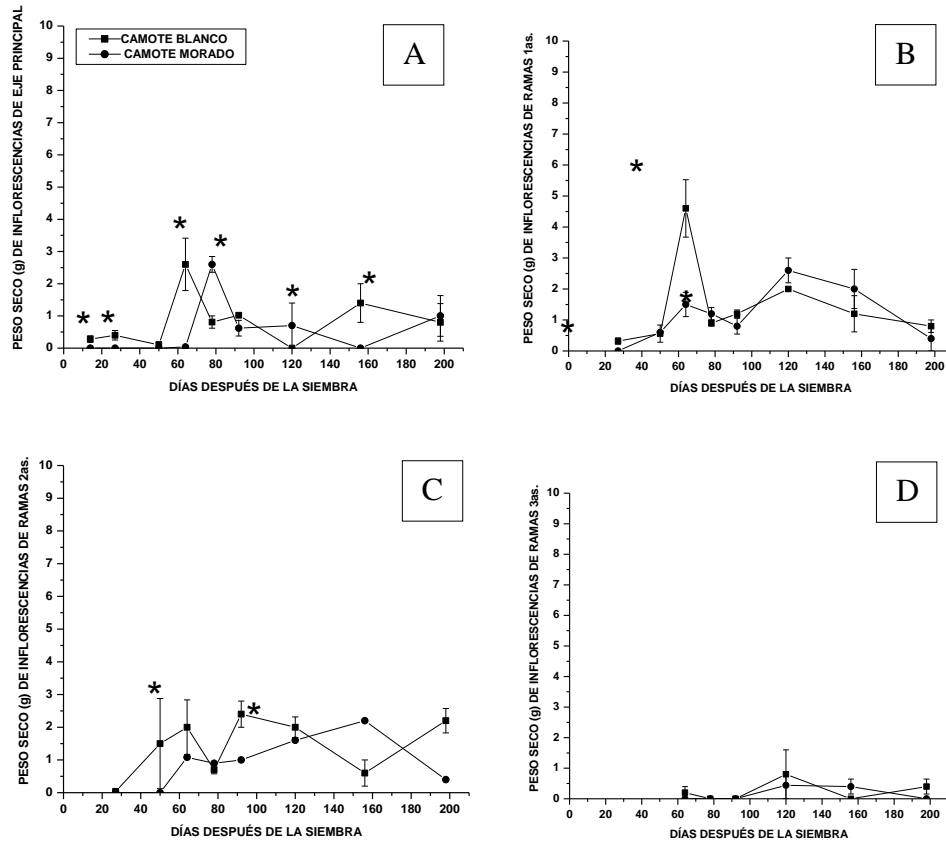 PESO SECO (g) DE INFLORESCENCIAS DE EJE PRINCIPAL
10
9
8
7
6
5
4
3
2
1
0
CAMOTE BLANCO
CAMOTE MORADO
A
* * * * * *
0 20 40 60 80 100 120 140 160 180 200
DÍAS DESPUÉS DE LA SIEMBRA
PESO SECO (g) DE INFLORESCENCIAS DE RAMAS 1as.
10
9
8
7
6
5
4
3
2
1
0
B
* * *
0 20 40 60 80 100 120 140 160 180 200
DÍAS DESPUÉS DE LA SIEMBRA
PESO SECO (g) DE INFLORESCENCIAS DE RAMAS 2as.
10
9
8
7
6
5
4
3
2
1
0
C
* *
0 20 40 60 80 100 120 140 160 180 200
DÍAS DESPUÉS DE LA SIEMBRA
PESO SECO (g) DE INFLORESCENCIAS DE RAMAS 3as.
10
9
8
7
6
5
4
3
2
1
0
D
0 20 40 60 80 100 120 140 160 180 200
DÍAS DESPUÉS DE LA SIEMBRA